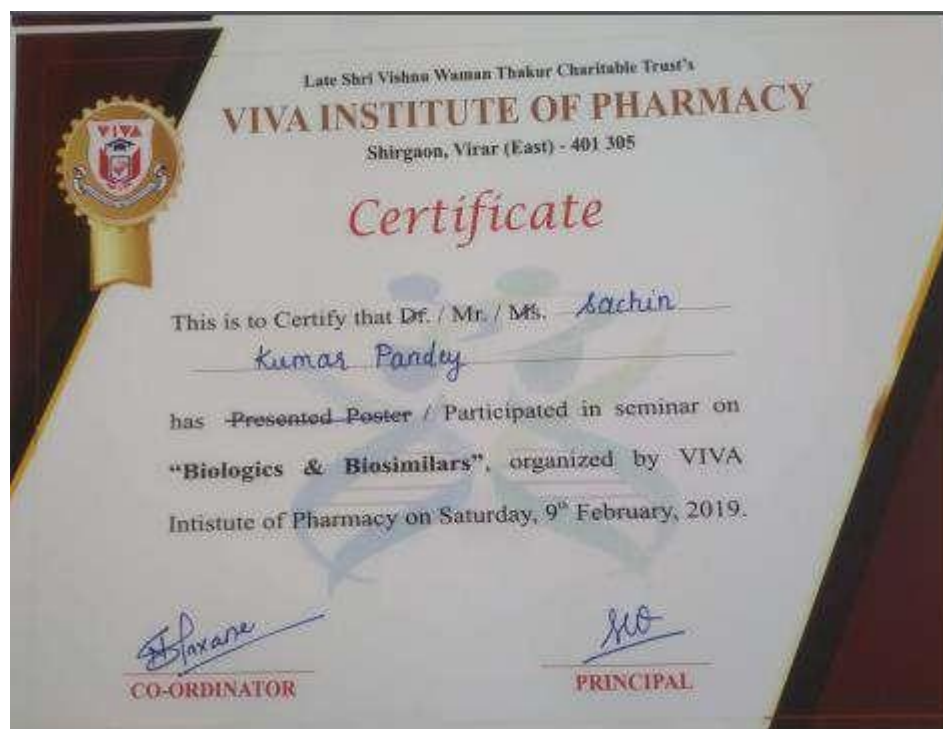 Late Shri Vishnu Waman Thakur Charitable Trust's
VIVA INSTITUTE OF PHARMACY
Shirgaon, Virar (East) - 401 305
VIVA
Certificate
This is to Certify that Dr. / Mr. / Ms. Sachin
Kumar Pandey
has Presented Poster / Participated in seminar on
“Biologics & Biosimilars”, organized by VIVA
Intistute of Pharmacy on Saturday, 9th February, 2019.
CO-ORDINATOR
PRINCIPAL